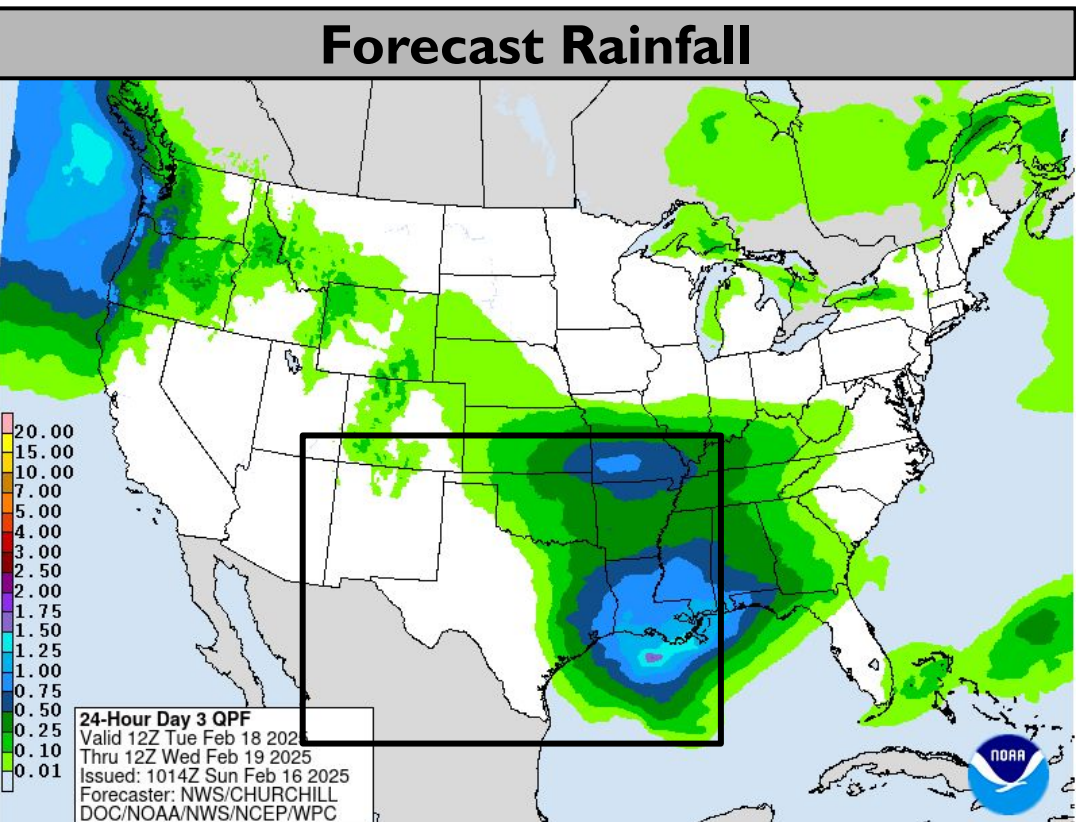 Forecast Rainfall
20.00
15.00
10.00
7.00
5.00
4.00
3.00
2.50
2.00
1.75
1.50
1.25
1.00
0.75
0.50
0.25
0.10
0.01
24-Hour Day 3 QPF
Valid 12Z Tue Feb 18 2025
Thru 12Z Wed Feb 19 2025
Issued: 1014Z Sun Feb 16 2025
Forecaster: NWS/CHURCHILL
DOC/NOAA/NWS/NCEP/WPC
NOAA